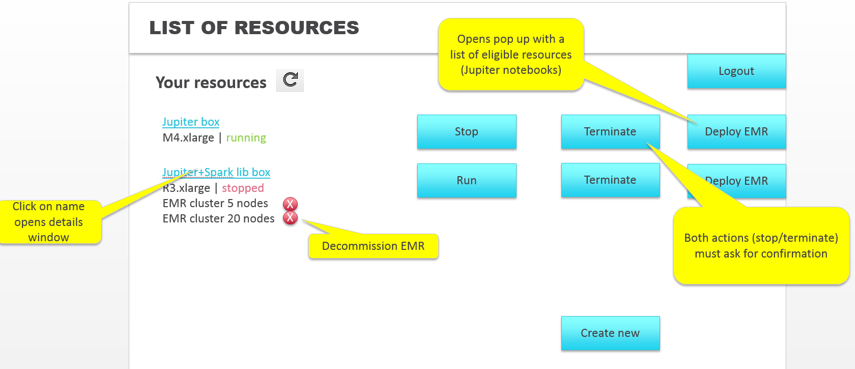 LIST OF RESOURCES
Opens pop up with a
list of eligible resources
(Jupiter notebooks)
Logout
Your resources
Jupiter box
M4.xlarge | running
Stop
Terminate
Deploy EMR
Jupiter+Spark lib box
R3.xlarge | stopped
Run
Terminate
Deploy EMR
EMR cluster 5 nodes X
EMR cluster 20 nodes X
Click on name
opens details
window
Decommission EMR
Both actions (stop/terminate)
must ask for confirmation
Create new